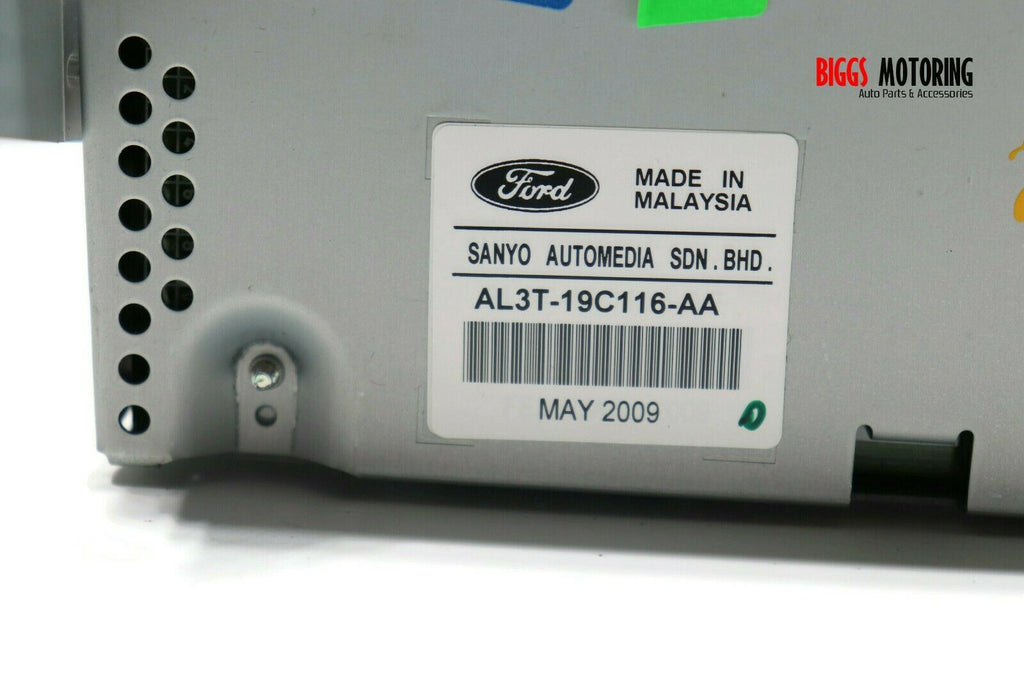 BIGGS MOTORING
Auto Parts & Accessories
Ford
MADE IN
MALAYSIA
SANYO AUTOMEDIA SDN. BHD.
AL3T-19C116-AA
MAY 2009